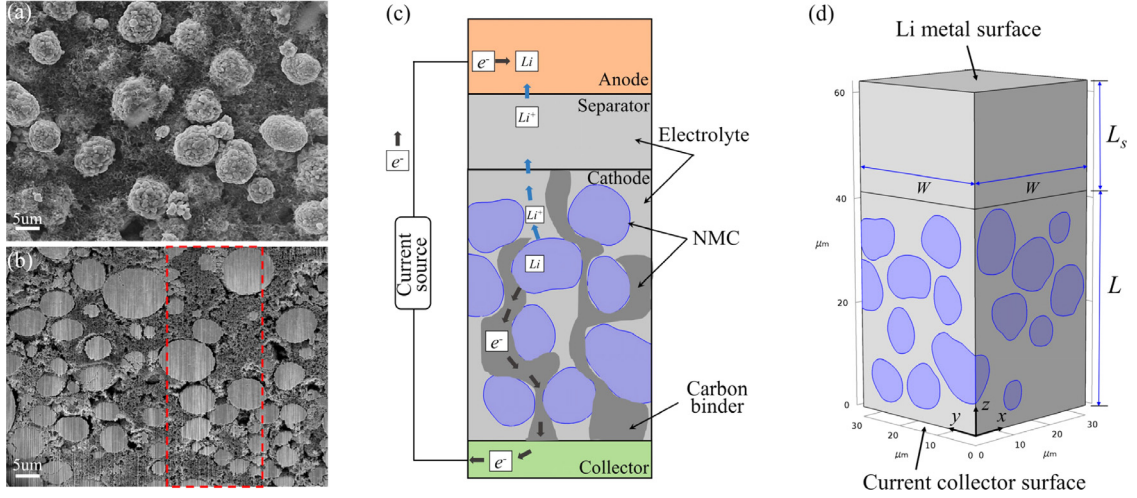 (a)
5um
(b)
5um
(c)
e⁻
Li
Anode
Separator
Li⁺
Electrolyte
e⁻
Cathode
Li⁺
NMC
Current
source
Li
e⁻
Carbon
binder
e⁻
Collector
(d)
Li metal surface
60
Lₛ
W
W
40
μm
L
20
0
z
y
x
30
20
10
0
0
10
20
30
μm
μm
Current collector surface